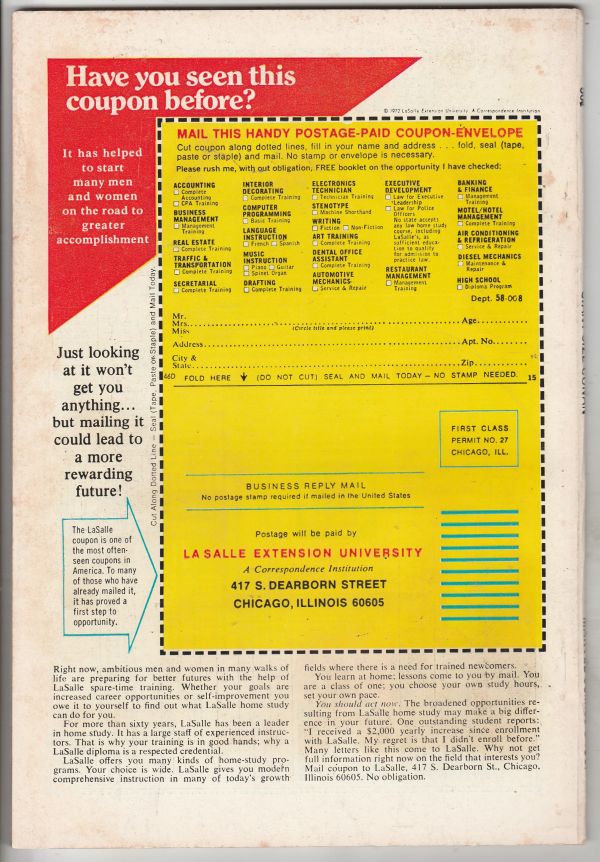 Have you seen this
coupon before?
© 1972 LaSalle Extension University A Correspondence Institution
It has helped
to start
many men
and women
on the road to
greater
accomplishment
Just looking
at it won't
get you
anything...
but mailing it
could lead to
a more
rewarding
future!
The LaSalle
coupon is one of
the most often-
seen coupons in
America. To many
of those who have
already mailed it,
it has proved a
first step to
opportunity.
Cut Along Dotted Line — Seal (Tape, Paste or Staple) and Mail Today
MAIL THIS HANDY POSTAGE-PAID COUPON-ENVELOPE
Cut coupon along dotted lines, fill in your name and address . . . fold, seal (tape,
paste or staple) and mail. No stamp or envelope is necessary.
Please rush me, without obligation, FREE booklet on the opportunity I have checked:
ACCOUNTING
Complete
Accounting
CPA Training
BUSINESS
MANAGEMENT
Management
Training
REAL ESTATE
Complete Training
TRAFFIC &
TRANSPORTATION
Complete Training
SECRETARIAL
Complete Training
INTERIOR
DECORATING
Complete Training
COMPUTER
PROGRAMMING
Basic Training
LANGUAGE
INSTRUCTION
French Spanish
MUSIC
INSTRUCTION
Piano Guitar
Spinet Organ
DRAFTING
Complete Training
ELECTRONICS
TECHNICIAN
Technician Training
STENOTYPE
Machine Shorthand
WRITING
Fiction Non-Fiction
ART TRAINING
Complete Training
DENTAL OFFICE
ASSISTANT
Complete Training
AUTOMOTIVE
MECHANICS
Service & Repair
EXECUTIVE
DEVELOPMENT
Law for Executive
Leadership
Law for Police
Officers
No state accepts
any law home study
course, including
LaSalle's, as
sufficient educa-
tion to qualify
for admission to
practice law.
RESTAURANT
MANAGEMENT
Management
Training
BANKING
& FINANCE
Management
Training
MOTEL/HOTEL
MANAGEMENT
Complete Training
AIR CONDITIONING
& REFRIGERATION
Service & Repair
DIESEL MECHANICS
Maintenance &
Repair
HIGH SCHOOL
Diploma Program
Dept. 58-068
Mr.
Mrs.
Miss
(Circle title and please print)
Age
Address
Apt. No.
City &
State
Zip
46D FOLD HERE (DO NOT CUT) SEAL AND MAIL TODAY — NO STAMP NEEDED. 15
FIRST CLASS
PERMIT NO. 27
CHICAGO, ILL.
BUSINESS REPLY MAIL
No postage stamp required if mailed in the United States
Postage will be paid by
LA SALLE EXTENSION UNIVERSITY
A Correspondence Institution
417 S. DEARBORN STREET
CHICAGO, ILLINOIS 60605
Right now, ambitious men and women in many walks of
life are preparing for better futures with the help of
LaSalle spare-time training. Whether your goals are
increased career opportunities or self-improvement you
owe it to yourself to find out what LaSalle home study
can do for you.
For more than sixty years, LaSalle has been a leader
in home study. It has a large staff of experienced instruc-
tors. That is why your training is in good hands; why a
LaSalle diploma is a respected credential.
LaSalle offers you many kinds of home-study pro-
grams. Your choice is wide. LaSalle gives you modern
comprehensive instruction in many of today's growth
fields where there is a need for trained newcomers.
You learn at home; lessons come to you by mail. You
are a class of one; you choose your own study hours,
set your own pace.
You should act now. The broadened opportunities re-
sulting from LaSalle home study may make a big differ-
ence in your future. One outstanding student reports:
"I received a $2,000 yearly increase since enrollment
with LaSalle. My regret is that I didn't enroll before."
Many letters like this come to LaSalle. Why not get
full information right now on the field that interests you?
Mail coupon to LaSalle, 417 S. Dearborn St., Chicago,
Illinois 60605. No obligation.